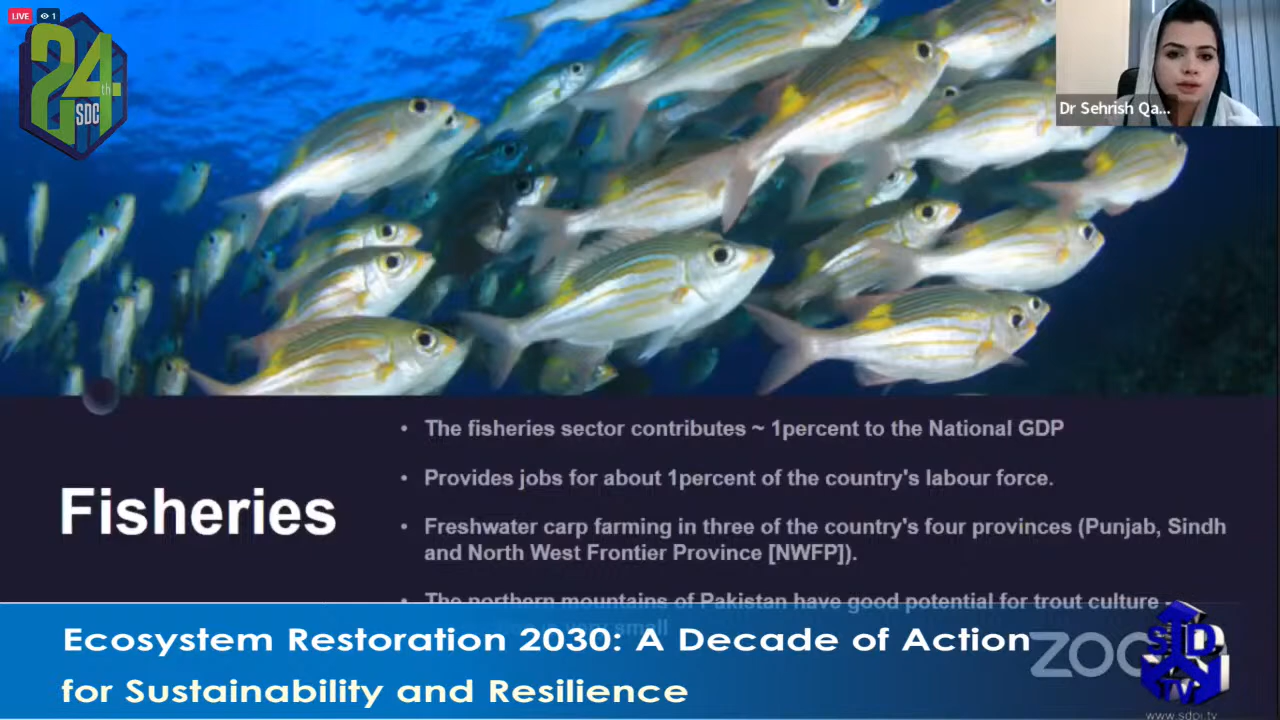 LIVE
1
24th
SDC
Dr Sehrish Qa...
Fisheries
• The fisheries sector contributes ~ 1percent to the National GDP
• Provides jobs for about 1percent of the country's labour force.
• Freshwater carp farming in three of the country's four provinces (Punjab, Sindh
and North West Frontier Province [NWFP]).
• The northern mountains of Pakistan have good potential for trout culture -
small
Ecosystem Restoration 2030: A Decade of Action
for Sustainability and Resilience
TV
www.sdpi.tv